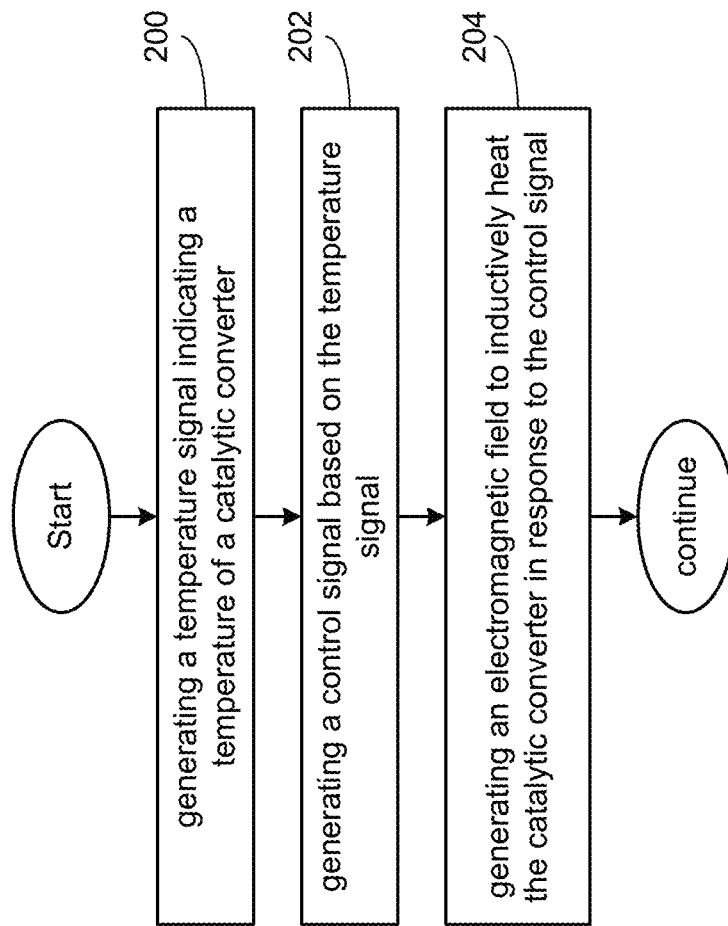 Start
200
generating a temperature signal indicating a
temperature of a catalytic converter
202
generating a control signal based on the temperature
signal
204
generating an electromagnetic field to inductively heat
the catalytic converter in response to the control signal
continue